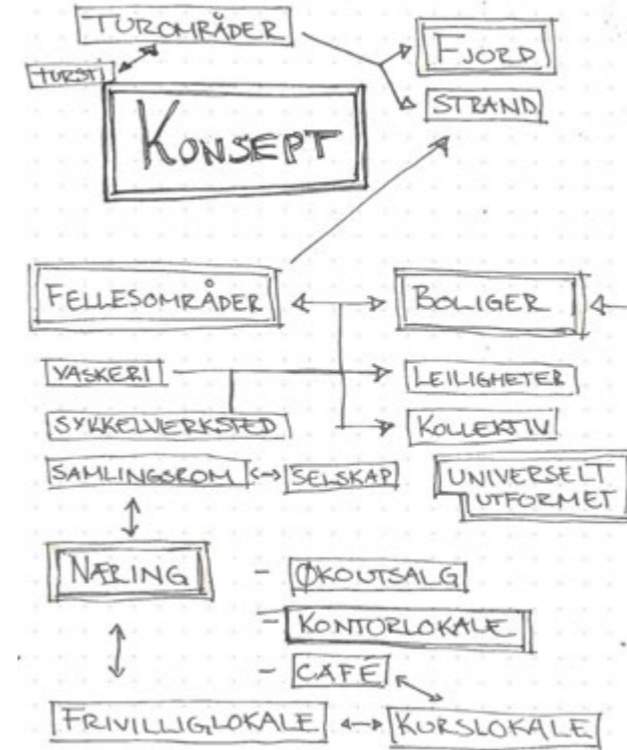 TUROMRÅDER
FJORD
TURSTI
STRAND
KONSEPT
FELLESOMRÅDER
BOLIGER
VASKERI
LEILIGHETER
SYKKELVERKSTED
KOLLEKTIV
SAMLINGSROM
SELSKAP
UNIVERSELT
UTFORMET
NÆRING
- ØKOUTSALG
- KONTORLOKALE
- CAFÉ
FRIVILLIGLOKALE
KURSLOKALE